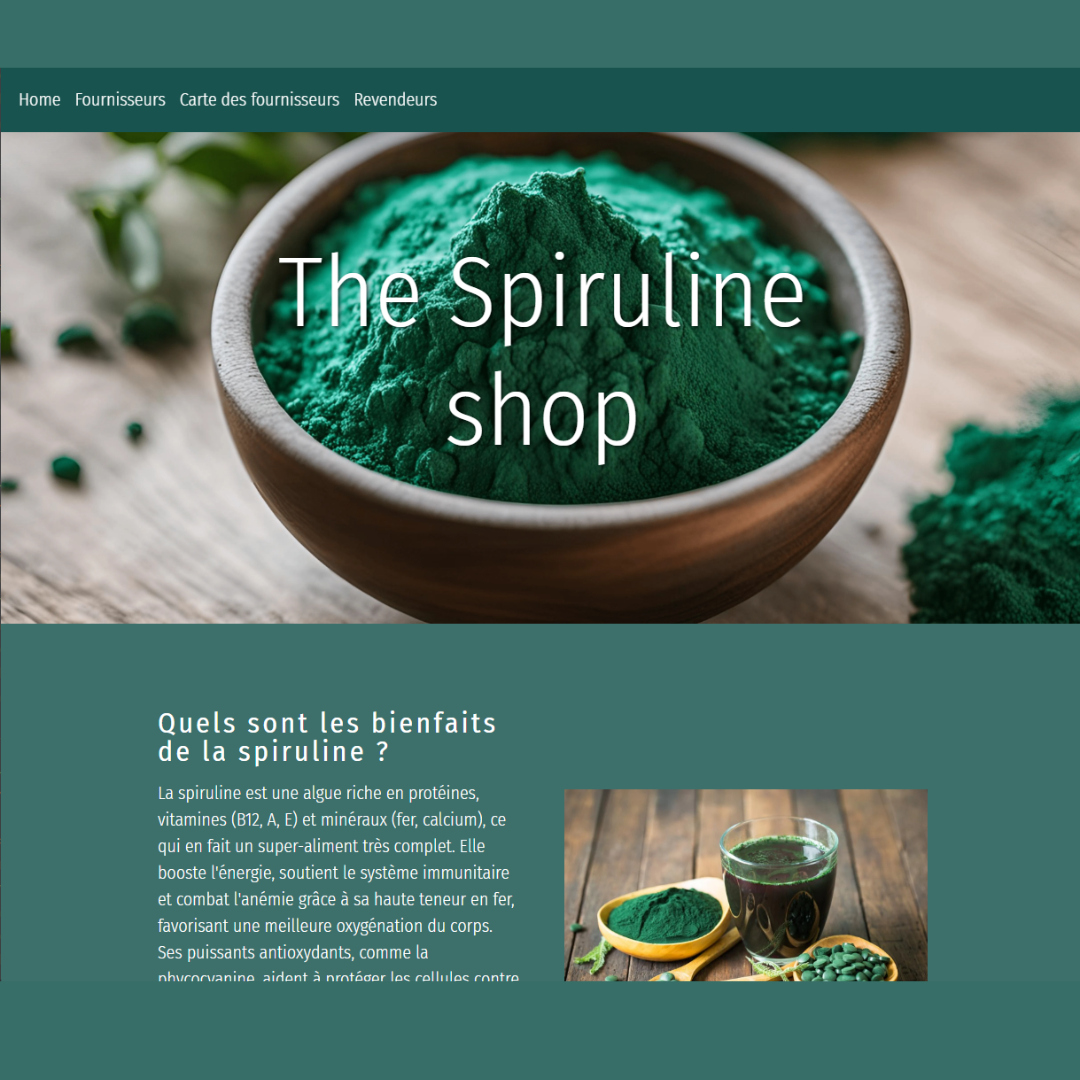 Home Fournisseurs Carte des fournisseurs Revendeurs
The Spiruline
shop
Quels sont les bienfaits
de la spiruline ?
La spiruline est une algue riche en protéines,
vitamines (B12, A, E) et minéraux (fer, calcium), ce
qui en fait un super-aliment très complet. Elle
booste l'énergie, soutient le système immunitaire
et combat l'anémie grâce à sa haute teneur en fer,
favorisant une meilleure oxygénation du corps.
Ses puissants antioxydants, comme la
phycocyanine, aident à protéger les cellules contre